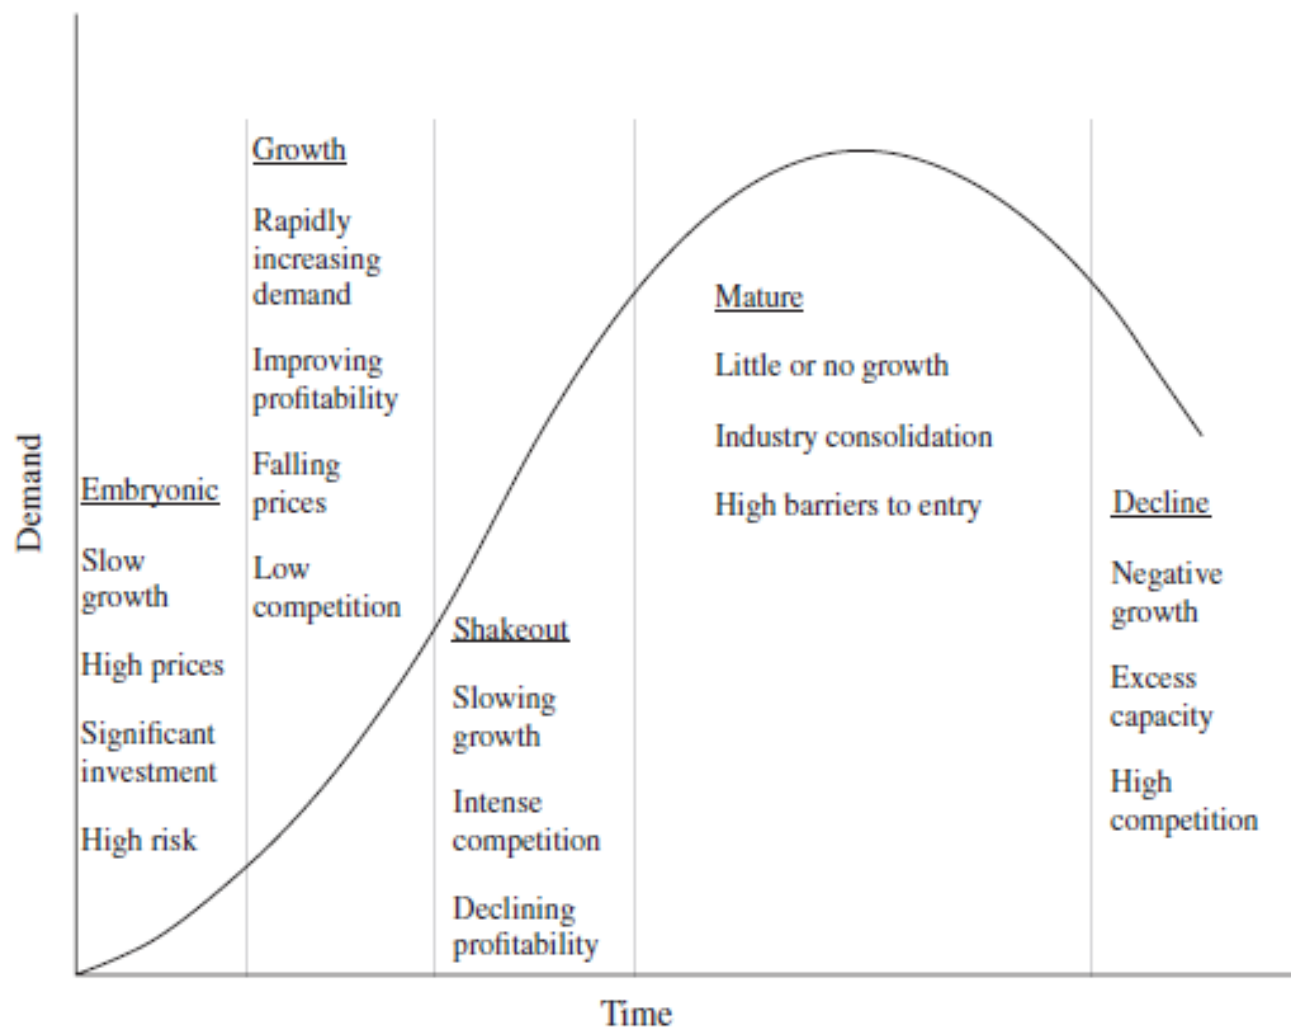 Growth
Rapidly
increasing
demand
Improving
profitability
Falling
prices
Low
competition
Embryonic
Slow
growth
High prices
Significant
investment
High risk
Shakeout
Slowing
growth
Intense
competition
Declining
profitability
Mature
Little or no growth
Industry consolidation
High barriers to entry
Decline
Negative
growth
Excess
capacity
High
competition
Demand
Time